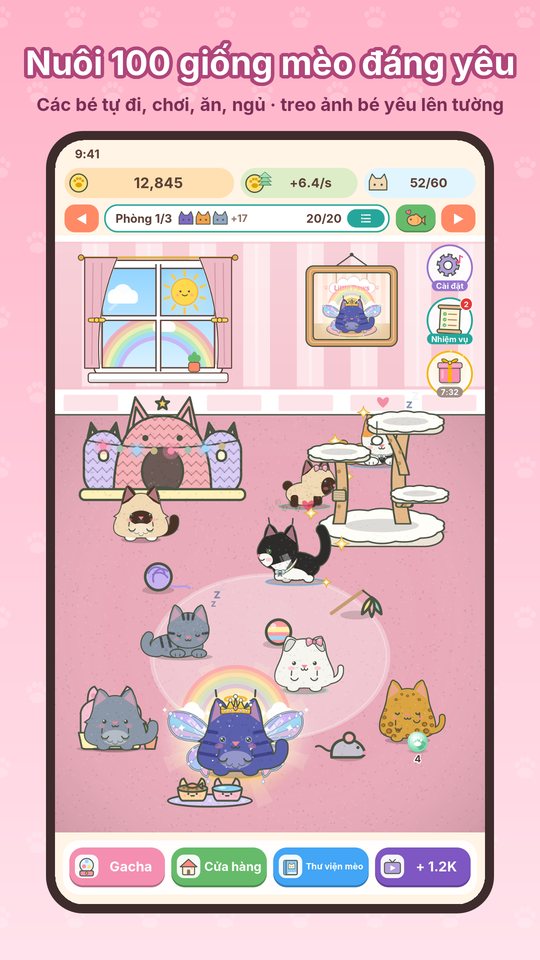 Nuôi 100 giống mèo đáng yêu
Các bé tự đi, chơi, ăn, ngủ · treo ảnh bé yêu lên tường
9:41
12,845
+6.4/s
52/60
Phòng 1/3
+17
20/20
Little Paws
Cài đặt
2
Nhiệm vụ
7:32
z
z
z
4
Gacha
Cửa hàng
Thư viện mèo
+ 1.2K